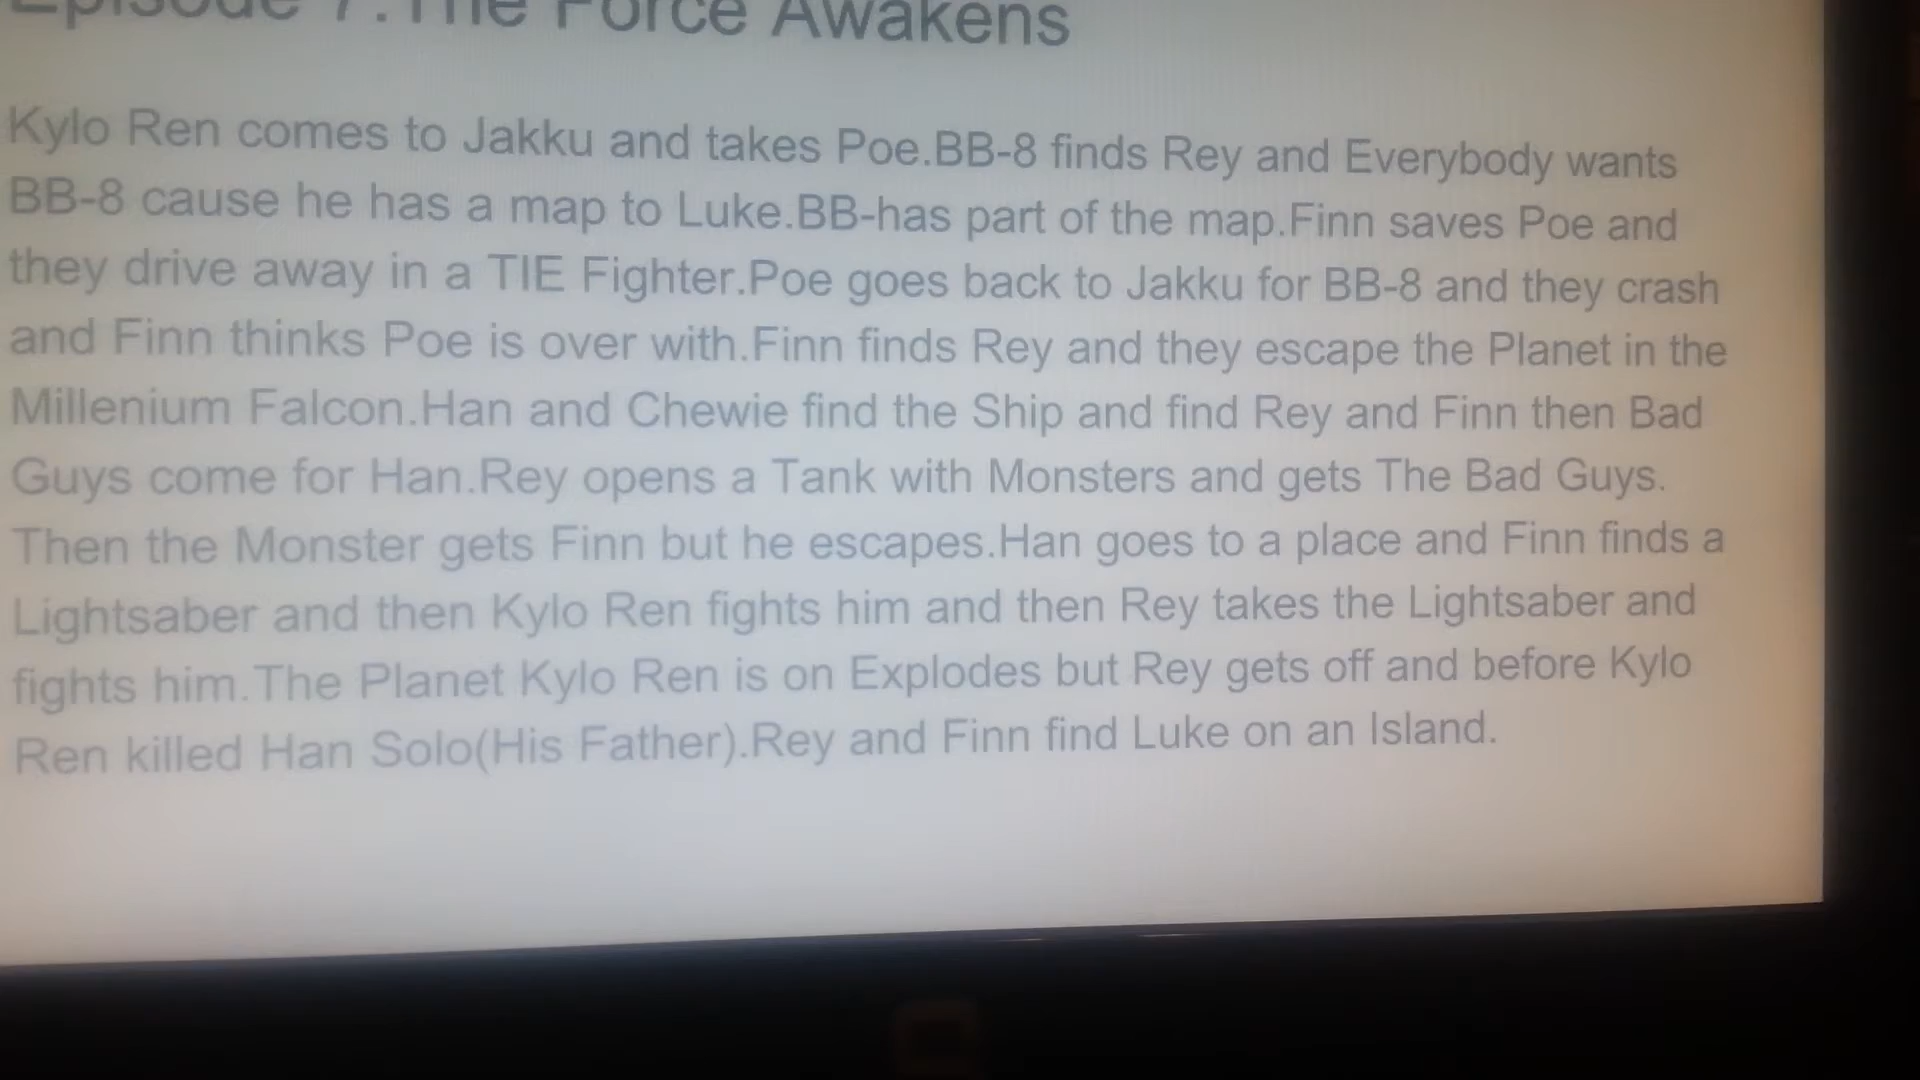 Episode 7:The Force Awakens
Kylo Ren comes to Jakku and takes Poe.BB-8 finds Rey and Everybody wants
BB-8 cause he has a map to Luke.BB-has part of the map.Finn saves Poe and
they drive away in a TIE Fighter.Poe goes back to Jakku for BB-8 and they crash
and Finn thinks Poe is over with.Finn finds Rey and they escape the Planet in the
Millenium Falcon.Han and Chewie find the Ship and find Rey and Finn then Bad
Guys come for Han.Rey opens a Tank with Monsters and gets The Bad Guys.
Then the Monster gets Finn but he escapes.Han goes to a place and Finn finds a
Lightsaber and then Kylo Ren fights him and then Rey takes the Lightsaber and
fights him.The Planet Kylo Ren is on Explodes but Rey gets off and before Kylo
Ren killed Han Solo(His Father).Rey and Finn find Luke on an Island.